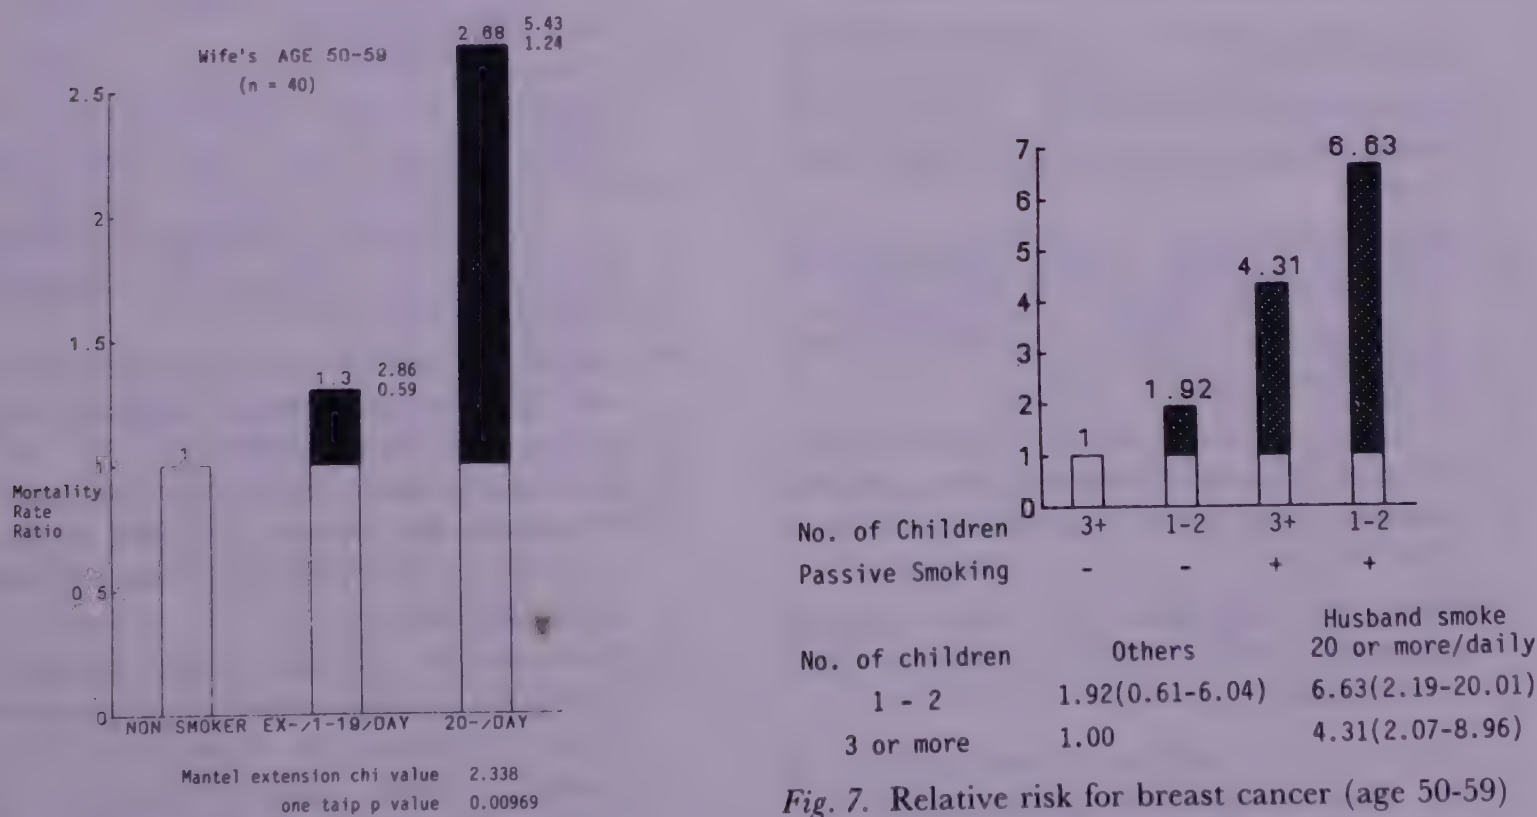 Wife's AGE 50-59
(n = 40)
2.68
5.43
1.24
2.5
2
1.5
1
0.5
0
Mortality
Rate
Ratio
1
1.3
2.86
0.59
NON SMOKER EX-/1-19/DAY 20-/DAY
Mantel extension chi value 2.338
one taip p value 0.00969
7
6
5
4
3
2
1
0
1
1.92
4.31
6.63
No. of Children 3+ 1-2 3+ 1-2
Passive Smoking - - + +
Husband smoke
No. of children Others 20 or more/daily
1 - 2 1.92(0.61-6.04) 6.63(2.19-20.01)
3 or more 1.00 4.31(2.07-8.96)
Fig. 7. Relative risk for breast cancer (age 50-59)